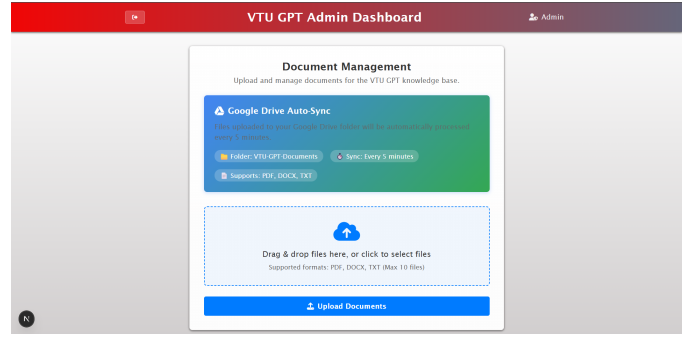 VTU GPT Admin Dashboard
Admin
Document Management
Upload and manage documents for the VTU GPT knowledge base.
Google Drive Auto-Sync
Files uploaded to your Google Drive folder will be automatically processed
every 5 minutes.
Folder: VTU-GPT-Documents
Sync: Every 5 minutes
Supports: PDF, DOCX, TXT
Drag & drop files here, or click to select files
Supported formats: PDF, DOCX, TXT (Max 10 files)
Upload Documents
N